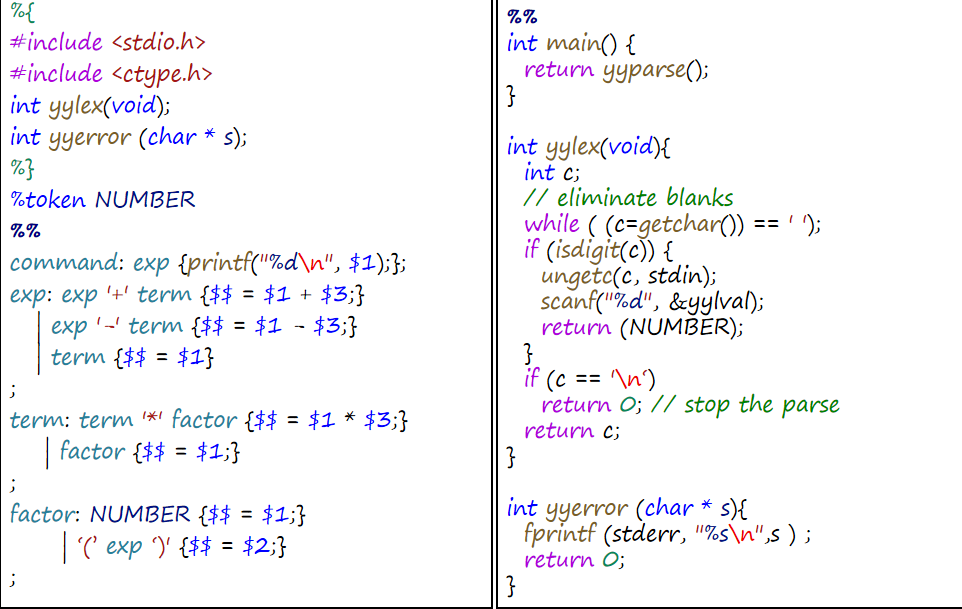 %{
#include <stdio.h>
#include <ctype.h>
int yylex(void);
int yyerror (char * s);
%}
%token NUMBER
%%
command: exp {printf("%d\n", $1);};
exp: exp '+' term {$$ = $1 + $3;}
| exp '-' term {$$ = $1 - $3;}
| term {$$ = $1}
;
term: term '*' factor {$$ = $1 * $3;}
| factor {$$ = $1;}
;
factor: NUMBER {$$ = $1;}
| ‘(’ exp ‘)' {$$ = $2;}
;
%%
int main() {
return yyparse();
}
int yylex(void){
int c;
// eliminate blanks
while ( (c=getchar()) == ' ');
if (isdigit(c)) {
ungetc(c, stdin);
scanf("%d", &yylval);
return (NUMBER);
}
if (c == '\n‘)
return 0; // stop the parse
return c;
}
int yyerror (char * s){
fprintf (stderr, "%s\n",s ) ;
return 0;
}